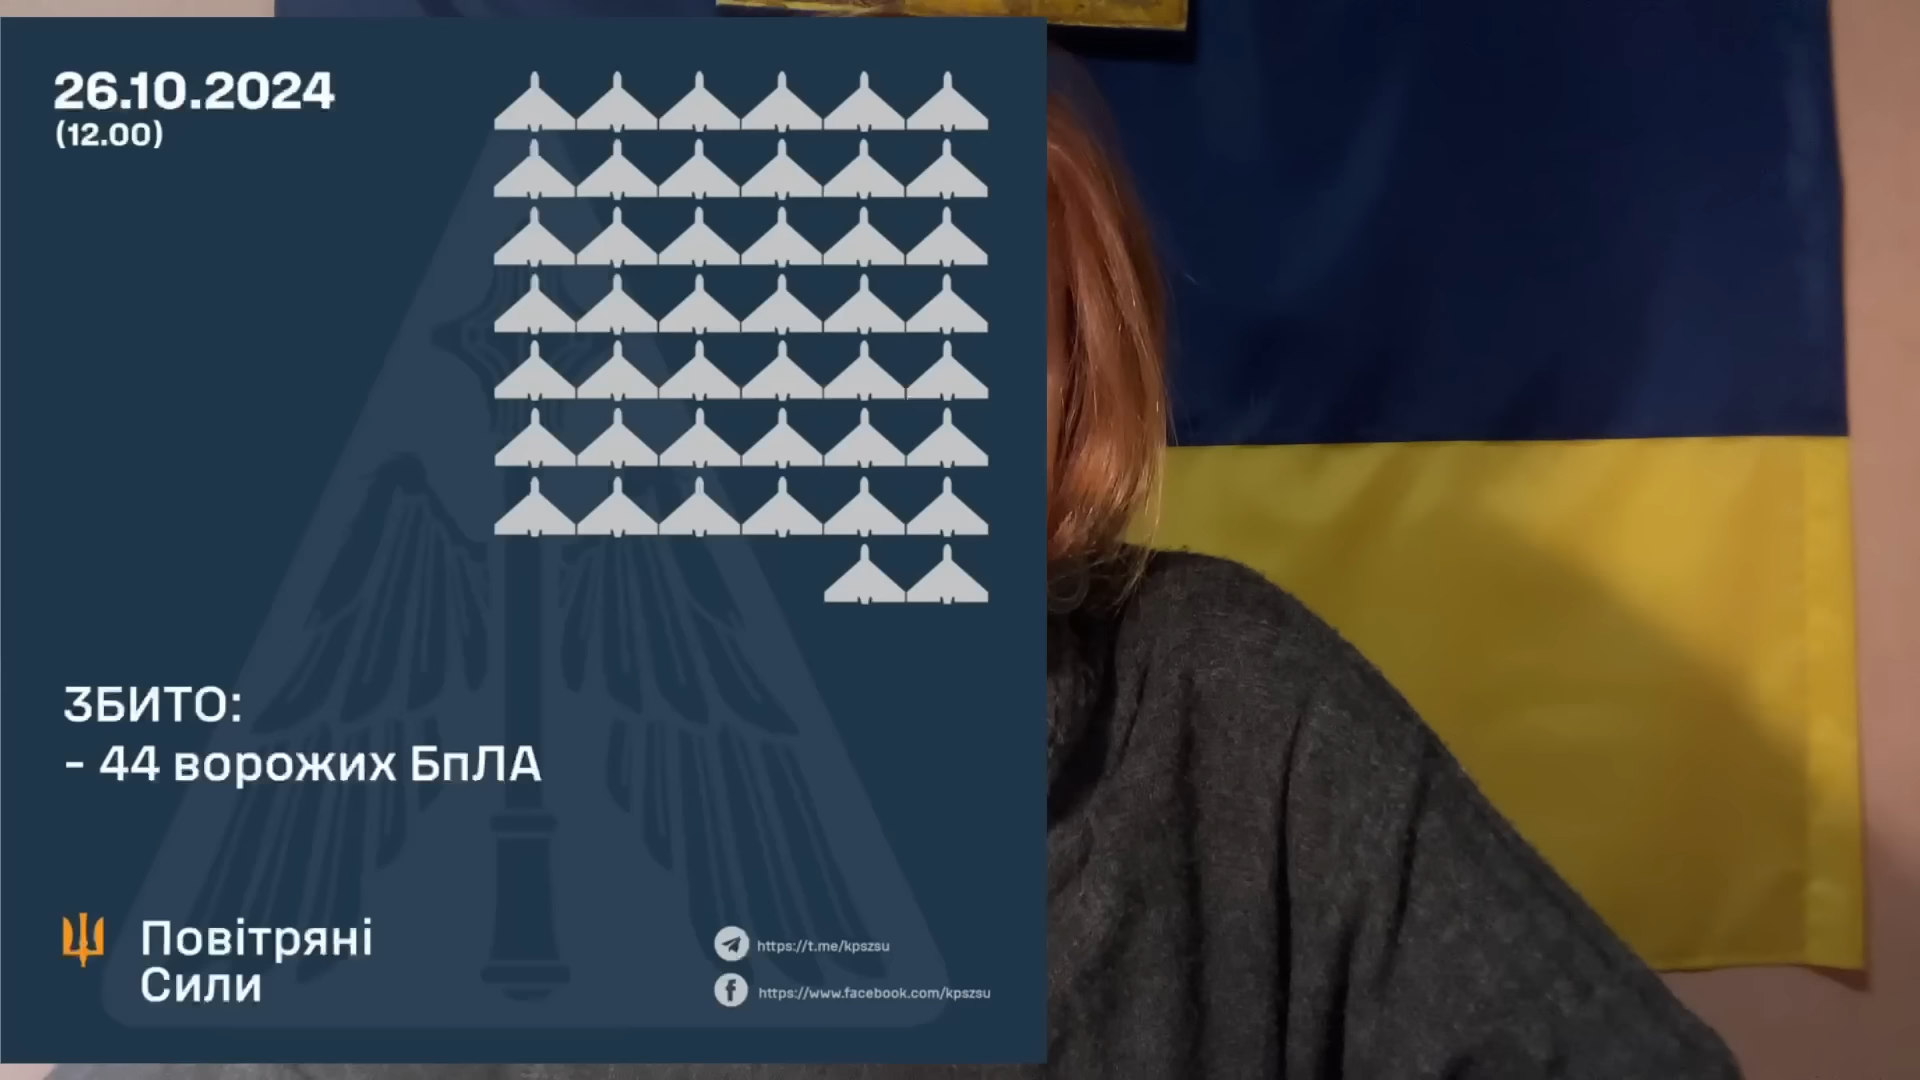 26.10.2024
(12.00)
ЗБИТО:
- 44 ворожих БпЛА
Повітряні
Сили
https://t.me/kpszsu
https://www.facebook.com/kpszsu